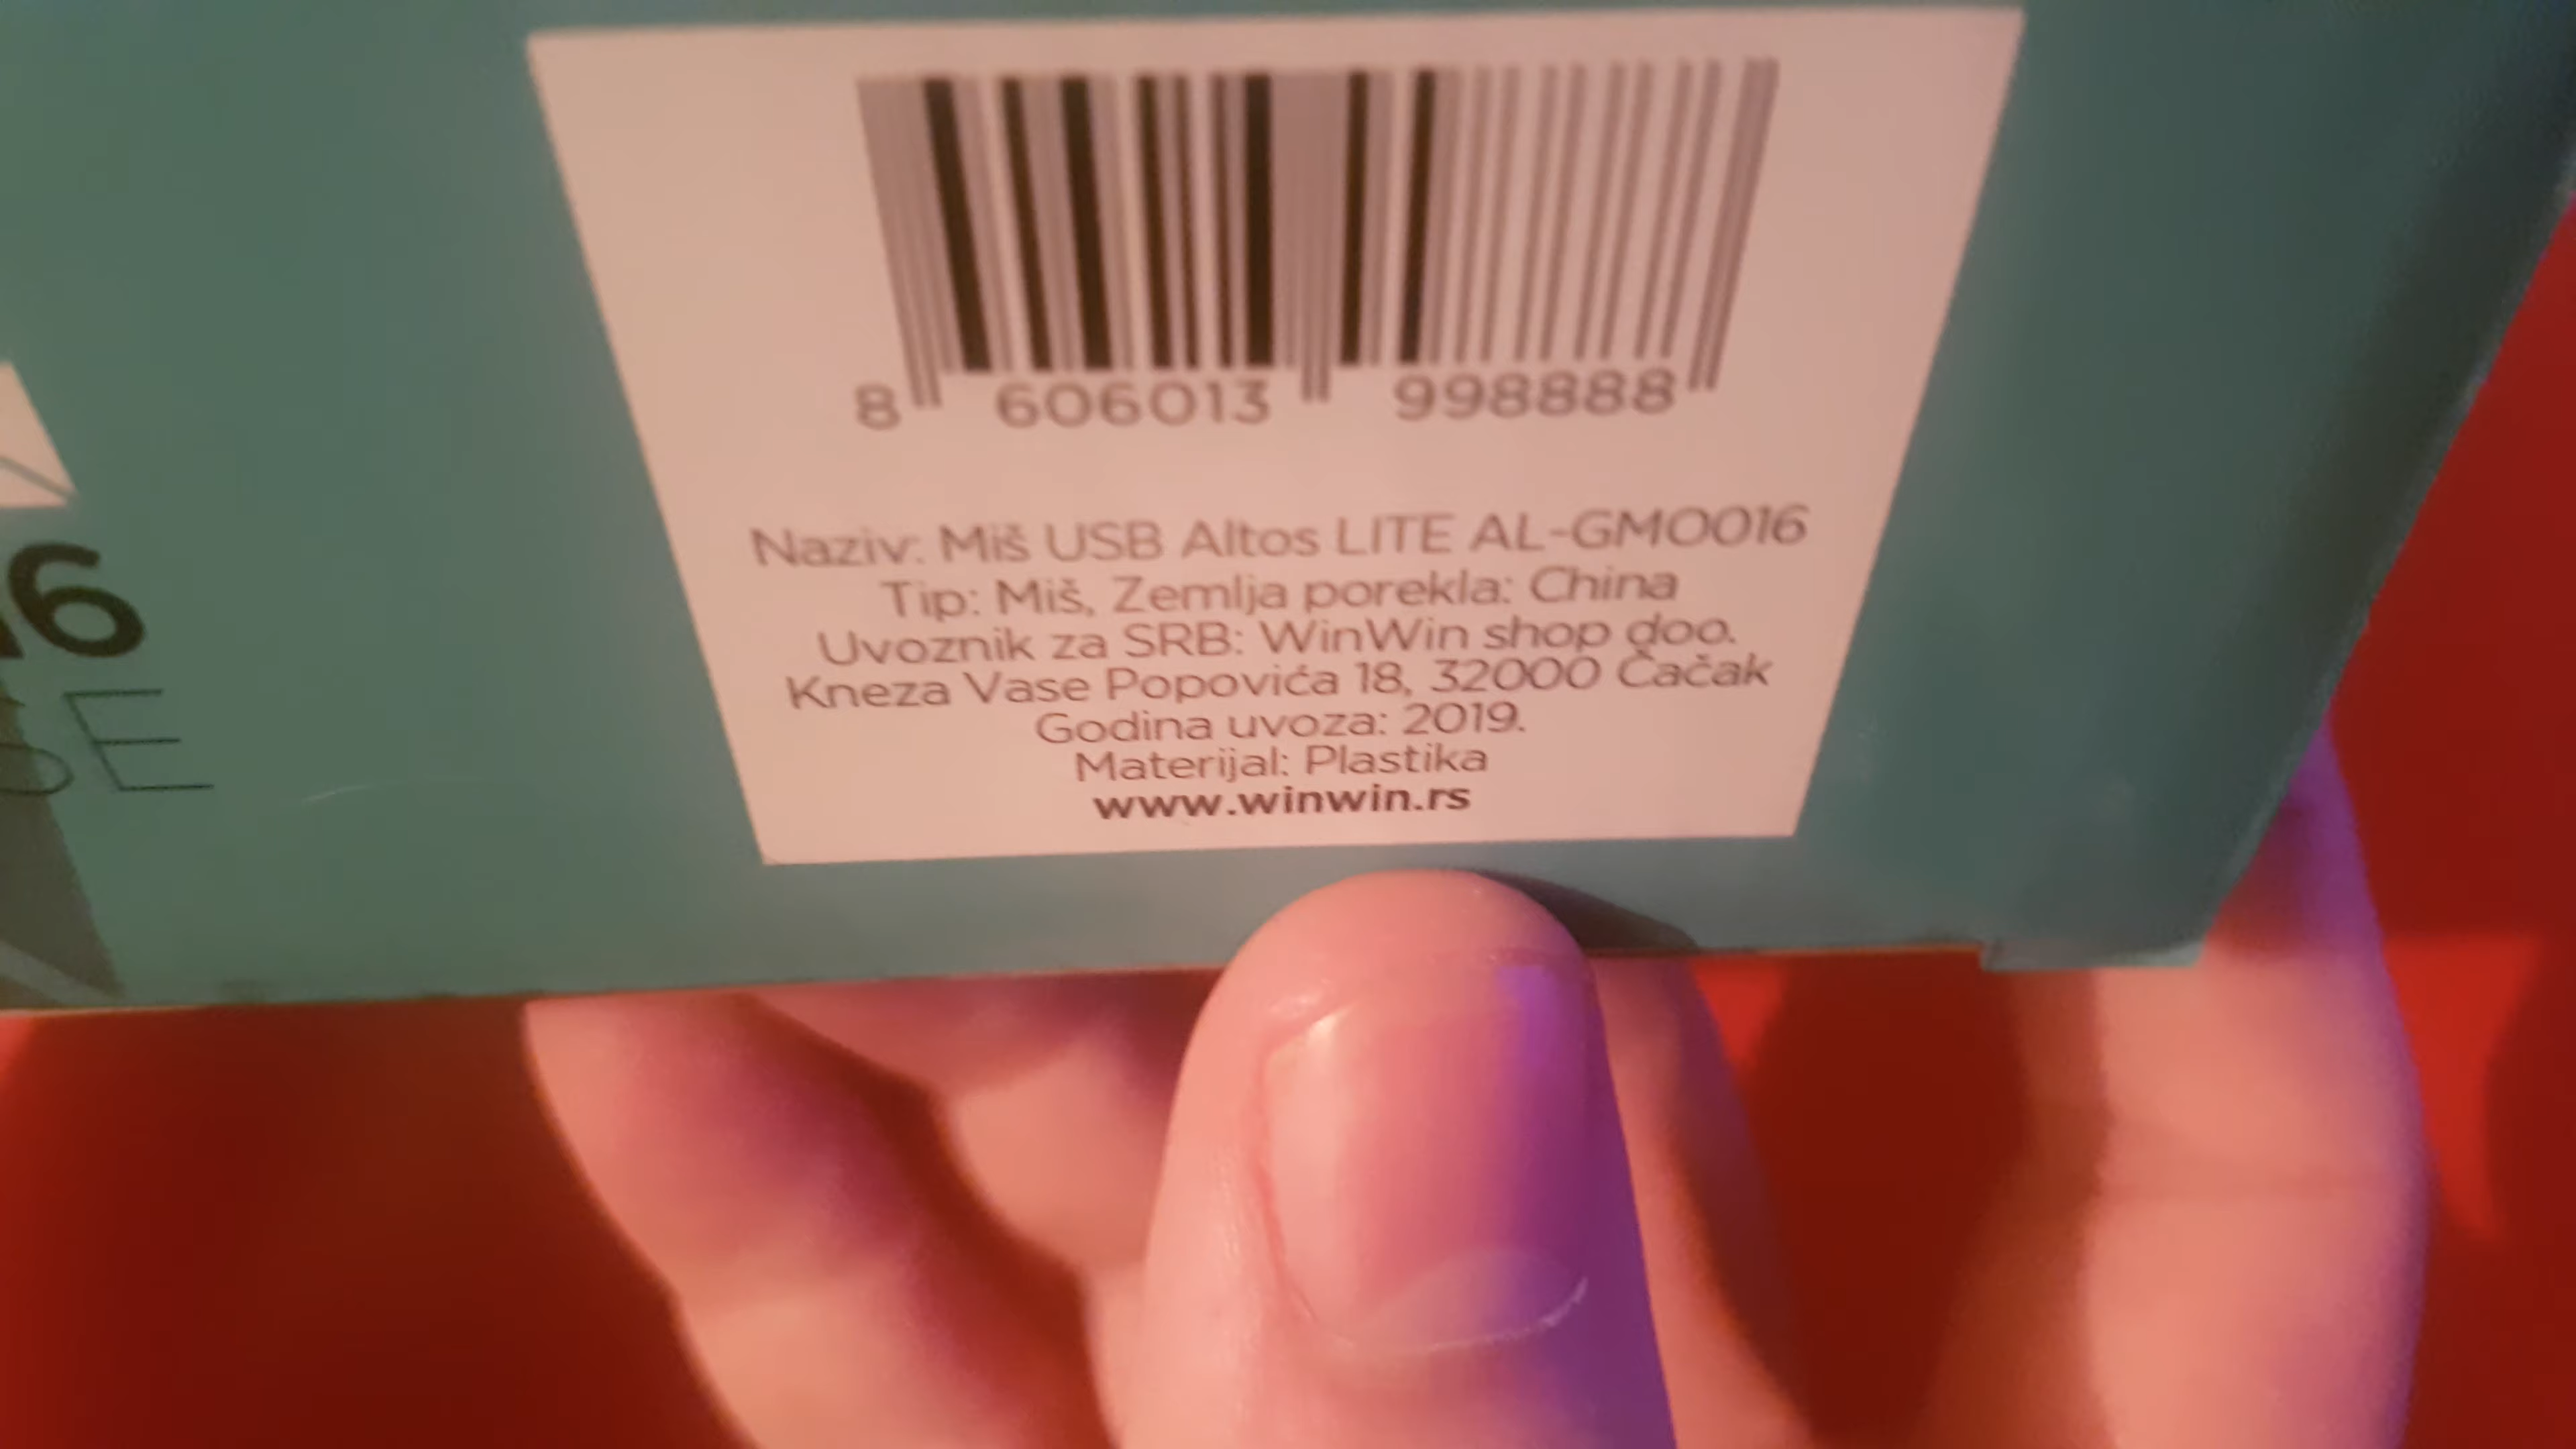 8 606013 998888
Naziv: Miš USB Altos LITE AL-GMO016
Tip: Miš, Zemlja porekla: China
Uvoznik za SRB: WinWin shop doo.
Kneza Vase Popovića 18, 32000 Čačak
Godina uvoza: 2019.
Materijal: Plastika
www.winwin.rs